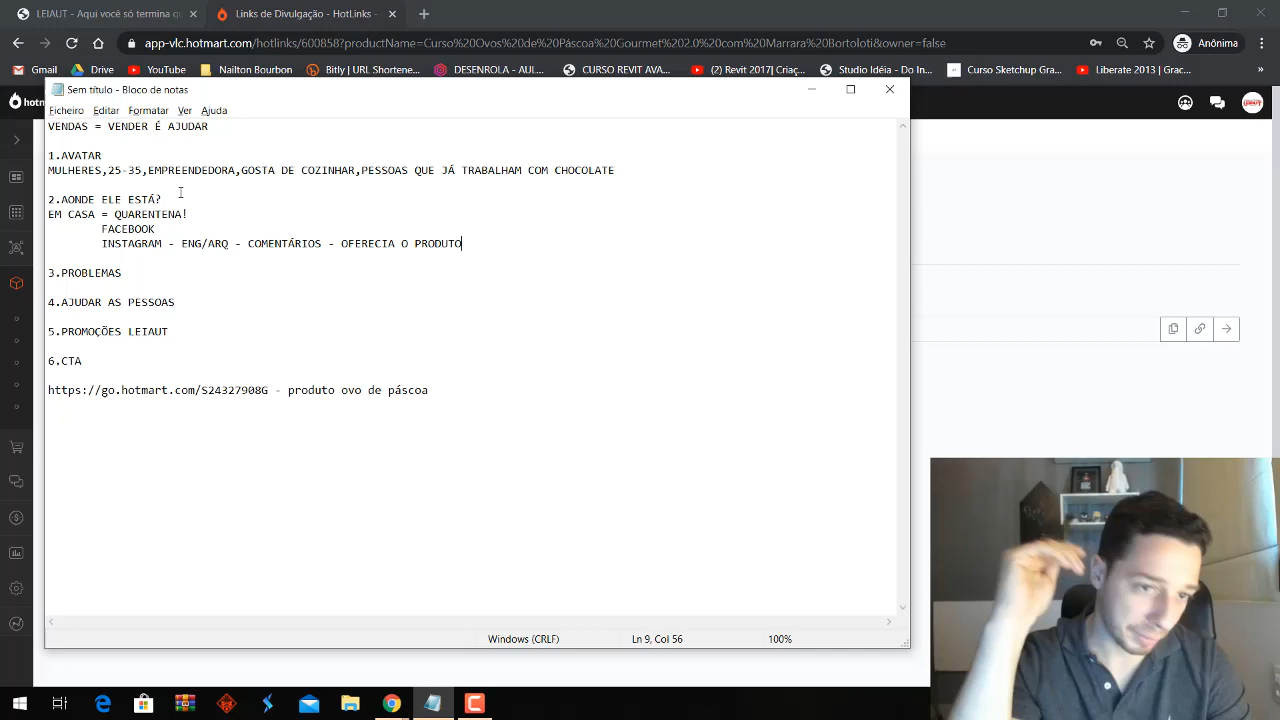 LEIAUT - Aqui você só termina qu
Links de Divulgação - HotLinks -
app-vlc.hotmart.com/hotlinks/600858?productName=Curso%20Ovos%20de%20Páscoa%20Gourmet%202.0%20com%20Marrara%20Bortoloti&owner=false
Anônima
Gmail
Drive
YouTube
Nailton Bourbon
Bitly | URL Shortene...
DESENROLA - AUL...
CURSO REVIT AVA...
(2) Revit 2017| Criaç...
Studio Idéia - Do In...
Curso Sketchup Gra...
Liberate 2013 | Grac...
»
Sem título - Bloco de notas
Ficheiro Editar Formatar Ver Ajuda
VENDAS = VENDER É AJUDAR
1.AVATAR
MULHERES,25-35,EMPREENDEDORA,GOSTA DE COZINHAR,PESSOAS QUE JÁ TRABALHAM COM CHOCOLATE
2.AONDE ELE ESTÁ?
EM CASA = QUARENTENA!
FACEBOOK
INSTAGRAM - ENG/ARQ - COMENTÁRIOS - OFERECIA O PRODUTO
3.PROBLEMAS
4.AJUDAR AS PESSOAS
5.PROMOÇÕES LEIAUT
6.CTA
https://go.hotmart.com/S24327908G - produto ovo de páscoa
Windows (CRLF)
Ln 9, Col 56
100%